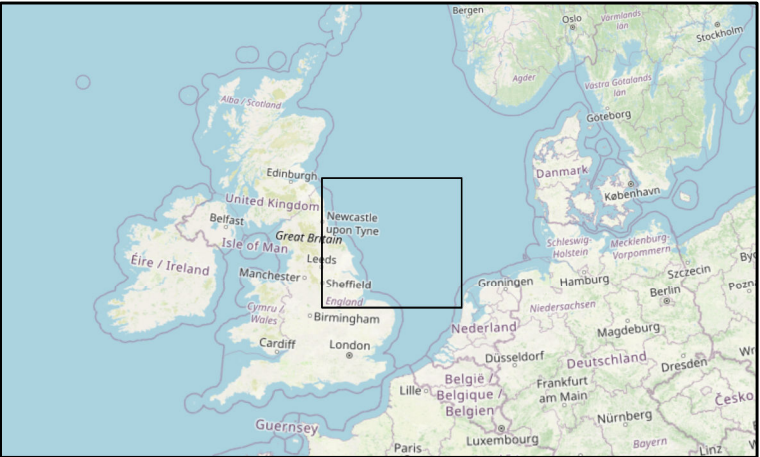 Bergen
Oslo
Värmlands
län
Stockholm
Agder
Västra Götalands
län
Alba / Scotland
Göteborg
Edinburgh
Danmark
København
United Kingdom
Belfast
Newcastle
upon Tyne
Great Britain
Isle of Man
Schleswig-
Holstein
Mecklenburg-
Vorpommern
Éire / Ireland
Leeds
Manchester
Sheffield
England
Groningen
Hamburg
Szczecin
Berlin
Cymru /
Wales
Birmingham
Niedersachsen
Nederland
Magdeburg
Cardiff
London
Düsseldorf
Deutschland
Dresden
Lille
België /
Belgique /
Belgien
Frankfurt
am Main
Česko
Nürnberg
Guernsey
Luxembourg
Bayern
Paris
Linz